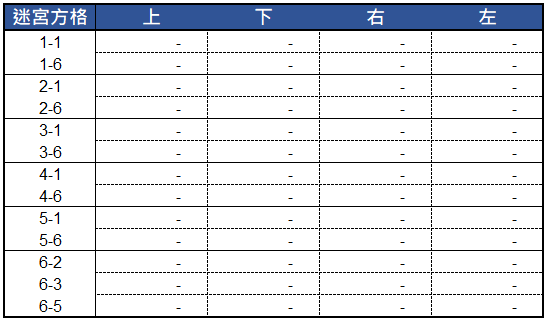 迷宮方格 上 下 右 左
1-1 - - - -
1-6 - - - -
2-1 - - - -
2-6 - - - -
3-1 - - - -
3-6 - - - -
4-1 - - - -
4-6 - - - -
5-1 - - - -
5-6 - - - -
6-2 - - - -
6-3 - - - -
6-5 - - - -